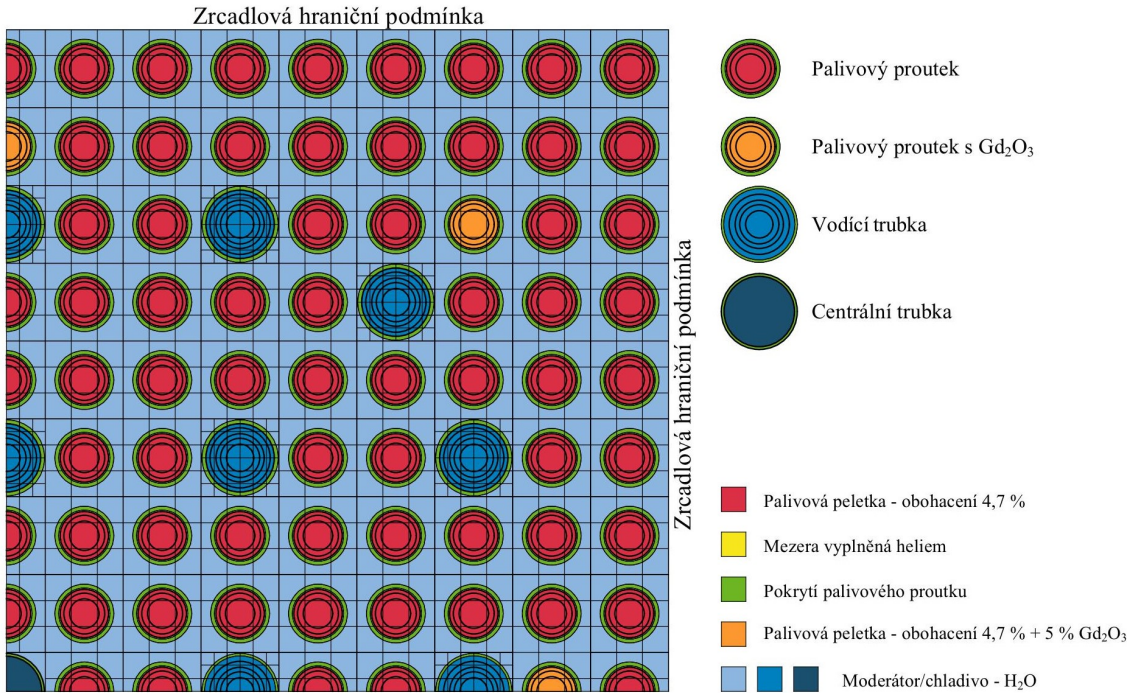 Zrcadlová hraniční podmínka
Zrcadlová hraniční podmínka
Palivový proutek
Palivový proutek s Gd₂O₃
Vodící trubka
Centrální trubka
Palivová peletka - obohacení 4,7 %
Mezera vyplněná heliem
Pokrytí palivového proutku
Palivová peletka - obohacení 4,7 % + 5 % Gd₂O₃
Moderátor/chladivo - H₂O